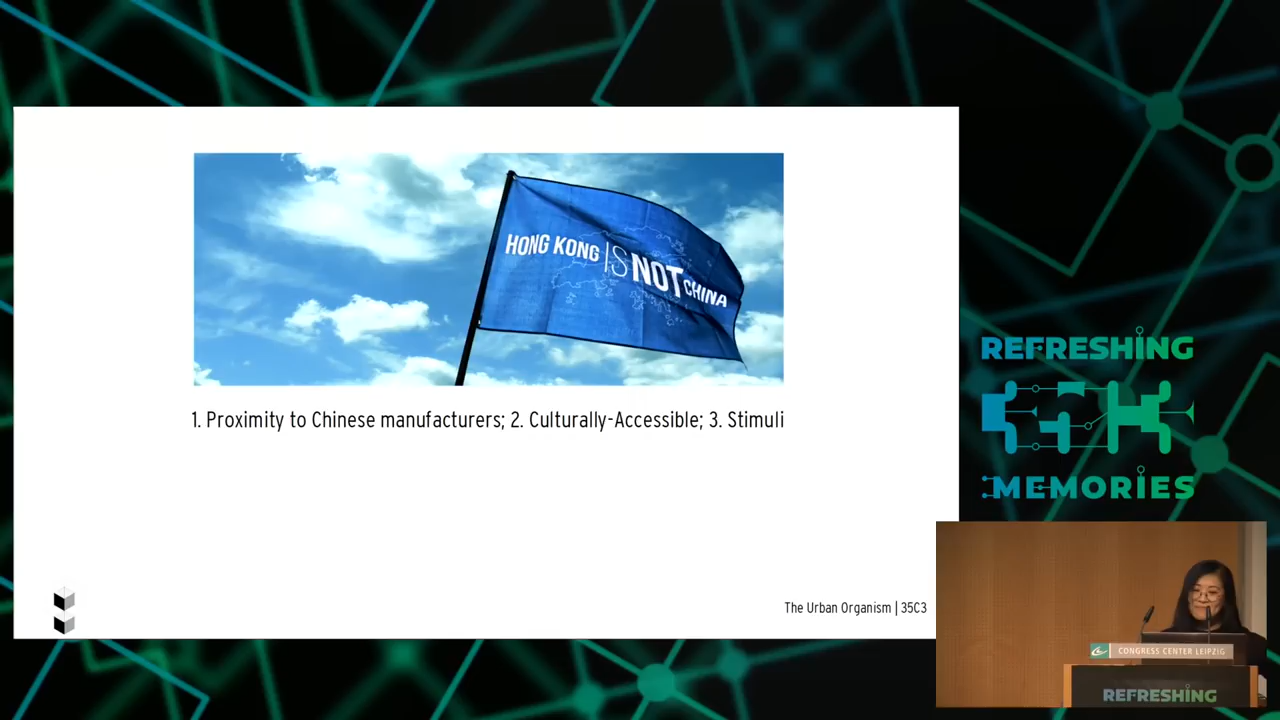 HONG KONG IS NOT CHINA
1. Proximity to Chinese manufacturers; 2. Culturally-Accessible; 3. Stimuli
The Urban Organism | 35C3
REFRESHING
MEMORIES
CONGRESS CENTER LEIPZIG
REFRESHING